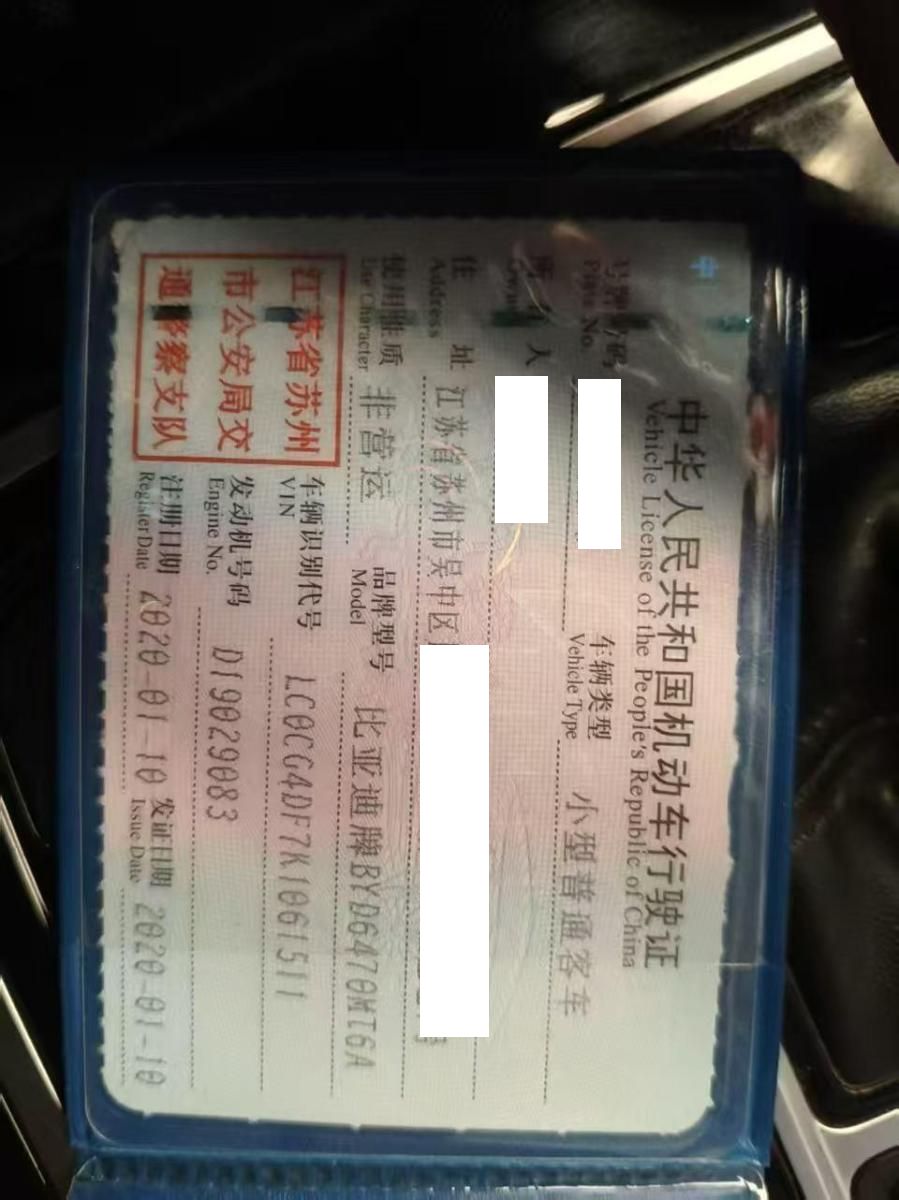 中华人民共和国机动车行驶证
Vehicle License of the People's Republic of China
号牌号码
Plate No.
车辆类型 小型普通客车
Vehicle Type
所有人
Owner
住址 江苏省苏州市吴中区
Address
使用性质 非营运 品牌型号 比亚迪牌BYD6470MT6A
Use Character Model
江苏省苏州
市公安局交
通警察支队
车辆识别代号 LC0CG4DF7K1061511
VIN
发动机号码 D19029083
Engine No.
注册日期 2020-01-10 发证日期 2020-01-10
Register Date Issue Date